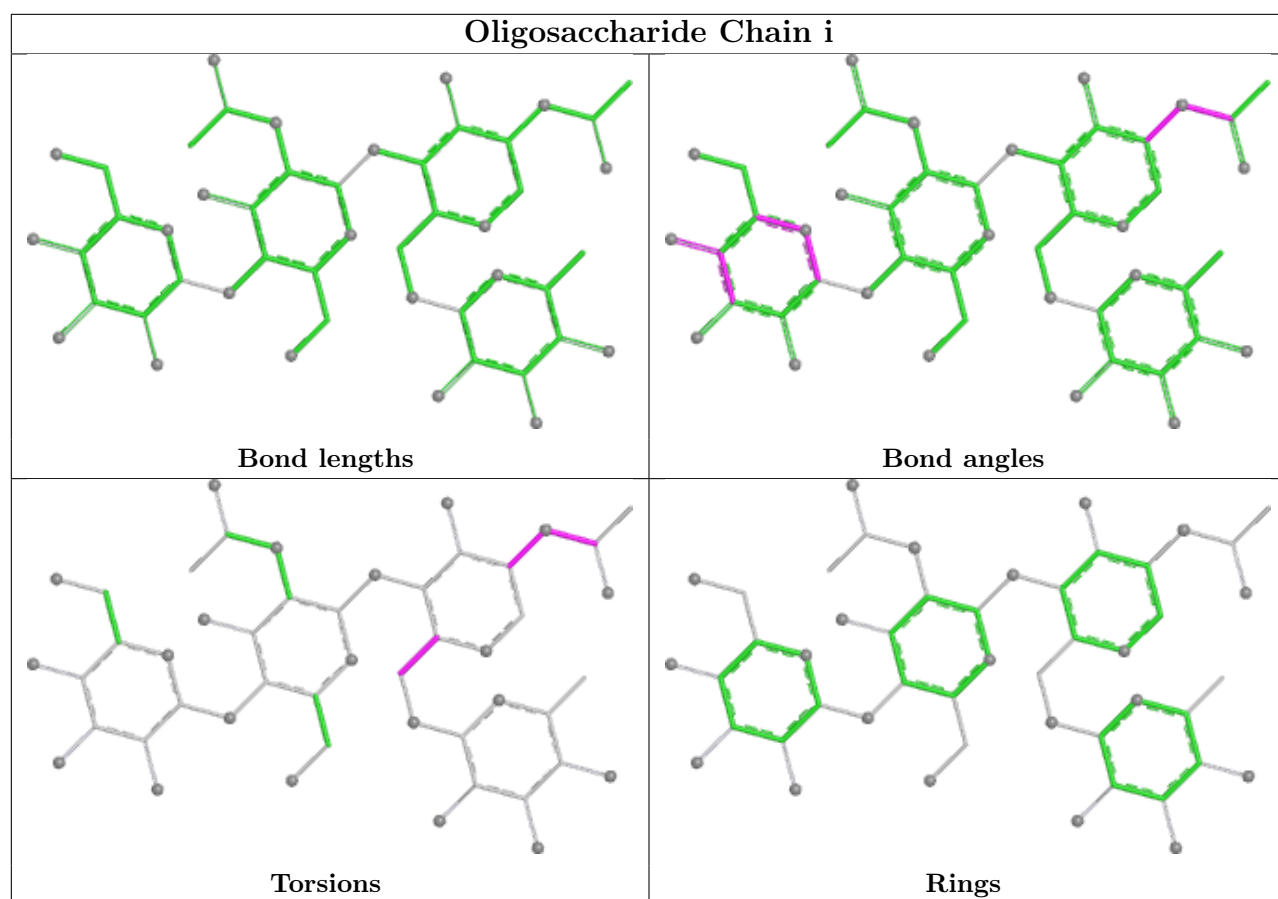 Oligosaccharide Chain i
Bond lengths
Bond angles
Torsions
Rings